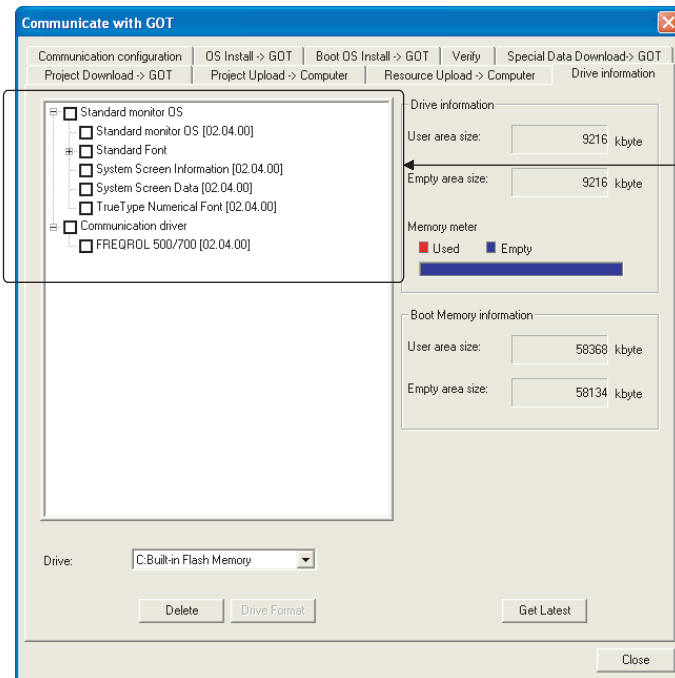 Communicate with GOT
Communication configuration
OS Install -> GOT
Boot OS Install -> GOT
Verify
Special Data Download-> GOT
Project Download -> GOT
Project Upload -> Computer
Resource Upload -> Computer
Drive information
Standard monitor OS
Standard monitor OS [02.04.00]
Standard Font
System Screen Information [02.04.00]
System Screen Data [02.04.00]
TrueType Numerical Font [02.04.00]
Communication driver
FREQROL 500/700 [02.04.00]
Drive information
User area size: 9216 kbyte
Empty area size: 9216 kbyte
Memory meter
Used Empty
Boot Memory information
User area size: 58368 kbyte
Empty area size: 58134 kbyte
Drive: C:Built-in Flash Memory
Delete
Drive Format
Get Latest
Close